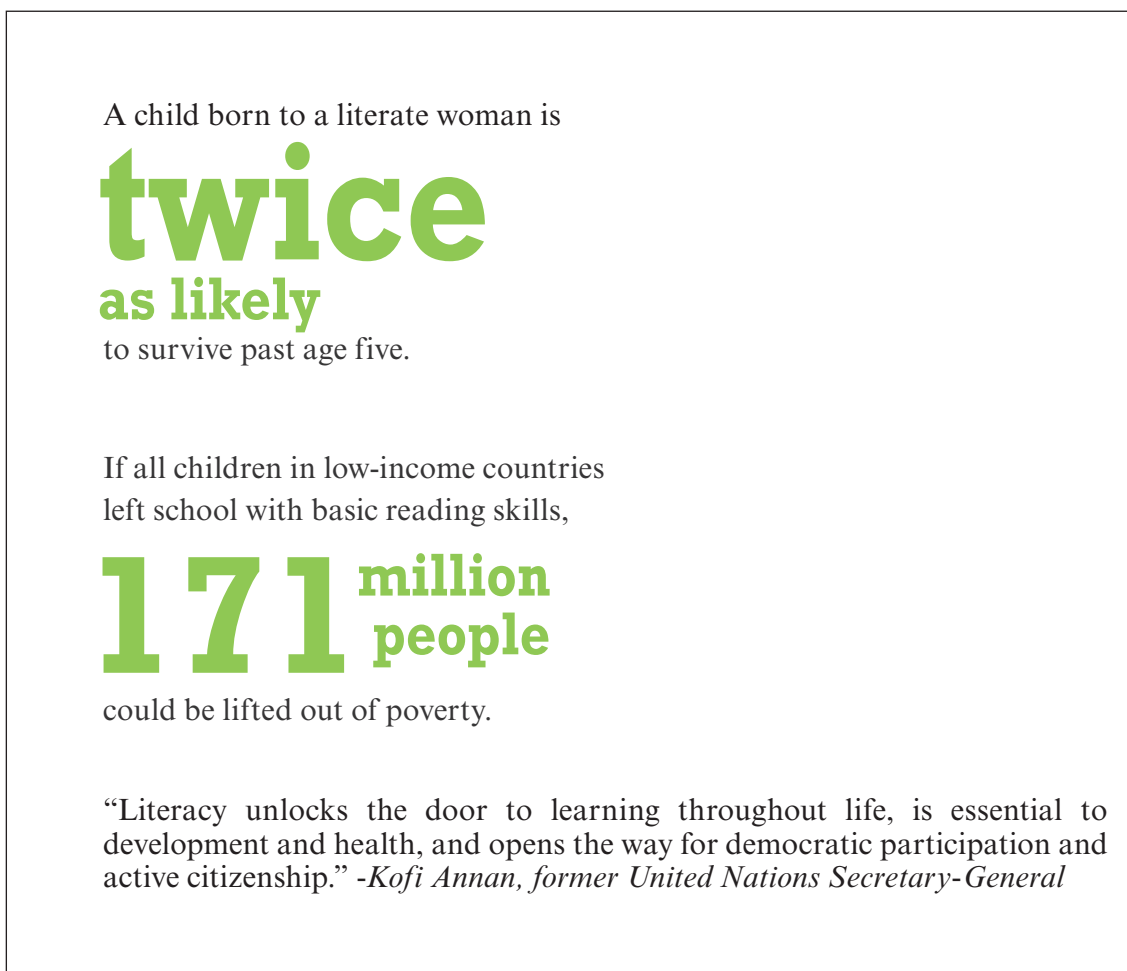 A child born to a literate woman is
twice
as likely
to survive past age five.
If all children in low-income countries
left school with basic reading skills,
171 million
people
could be lifted out of poverty.
“Literacy unlocks the door to learning throughout life, is essential to
development and health, and opens the way for democratic participation and
active citizenship.” -Kofi Annan, former United Nations Secretary-General